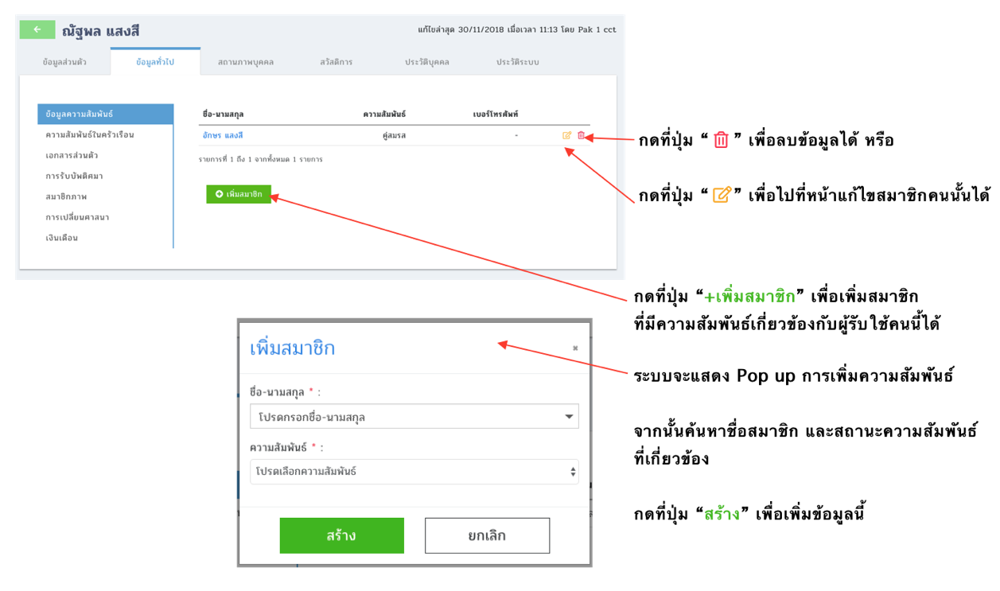 ณัฐพล แสงสี
แก้ไขล่าสุด 30/11/2018 เมื่อเวลา 11:13 โดย Pak 1 cct
ข้อมูลส่วนตัว ข้อมูลทั่วไป สถานภาพบุคคล สวัสดิการ ประวัติบุคคล ประวัติระบบ
ข้อมูลความสัมพันธ์
ความสัมพันธ์ในครัวเรือน
เอกสารส่วนตัว
การรับบัพติศมา
สมาชิกภาพ
การเปลี่ยนศาสนา
เงินเดือน
ชื่อ-นามสกุล ความสัมพันธ์ เบอร์โทรศัพท์
อักษร แสงสี คู่สมรส -
รายการที่ 1 ถึง 1 จากทั้งหมด 1 รายการ
เพิ่มสมาชิก
กดที่ปุ่ม “ ” เพื่อลบข้อมูลได้ หรือ
กดที่ปุ่ม “ ” เพื่อไปที่หน้าแก้ไขสมาชิกคนนั้นได้
กดที่ปุ่ม “+เพิ่มสมาชิก” เพื่อเพิ่มสมาชิก
ที่มีความสัมพันธ์เกี่ยวข้องกับผู้รับใช้คนนี้ได้
เพิ่มสมาชิก
ชื่อ-นามสกุล * :
โปรดกรอกชื่อ-นามสกุล
ความสัมพันธ์ * :
โปรดเลือกความสัมพันธ์
สร้าง ยกเลิก
ระบบจะแสดง Pop up การเพิ่มความสัมพันธ์
จากนั้นค้นหาชื่อสมาชิก และสถานะความสัมพันธ์
ที่เกี่ยวข้อง
กดที่ปุ่ม “สร้าง” เพื่อเพิ่มข้อมูลนี้